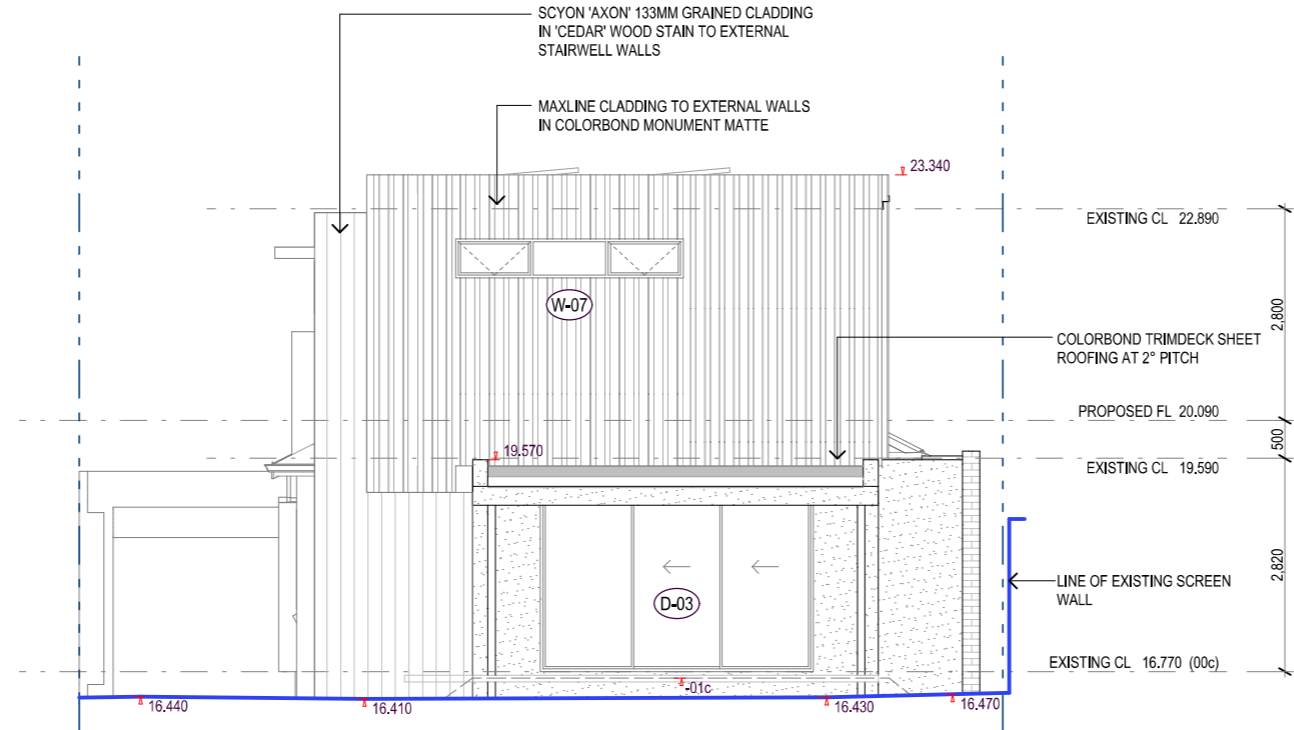 SCYON 'AXON' 133MM GRAINED CLADDING
IN 'CEDAR' WOOD STAIN TO EXTERNAL
STAIRWELL WALLS
MAXLINE CLADDING TO EXTERNAL WALLS
IN COLORBOND MONUMENT MATTE
23.340
EXISTING CL 22.890
W-07
2,800
COLORBOND TRIMDECK SHEET
ROOFING AT 2° PITCH
PROPOSED FL 20.090
500
19.570
EXISTING CL 19.590
2,820
LINE OF EXISTING SCREEN
WALL
D-03
EXISTING CL 16.770 (00c)
-01c
16.440
16.410
16.430
16.470